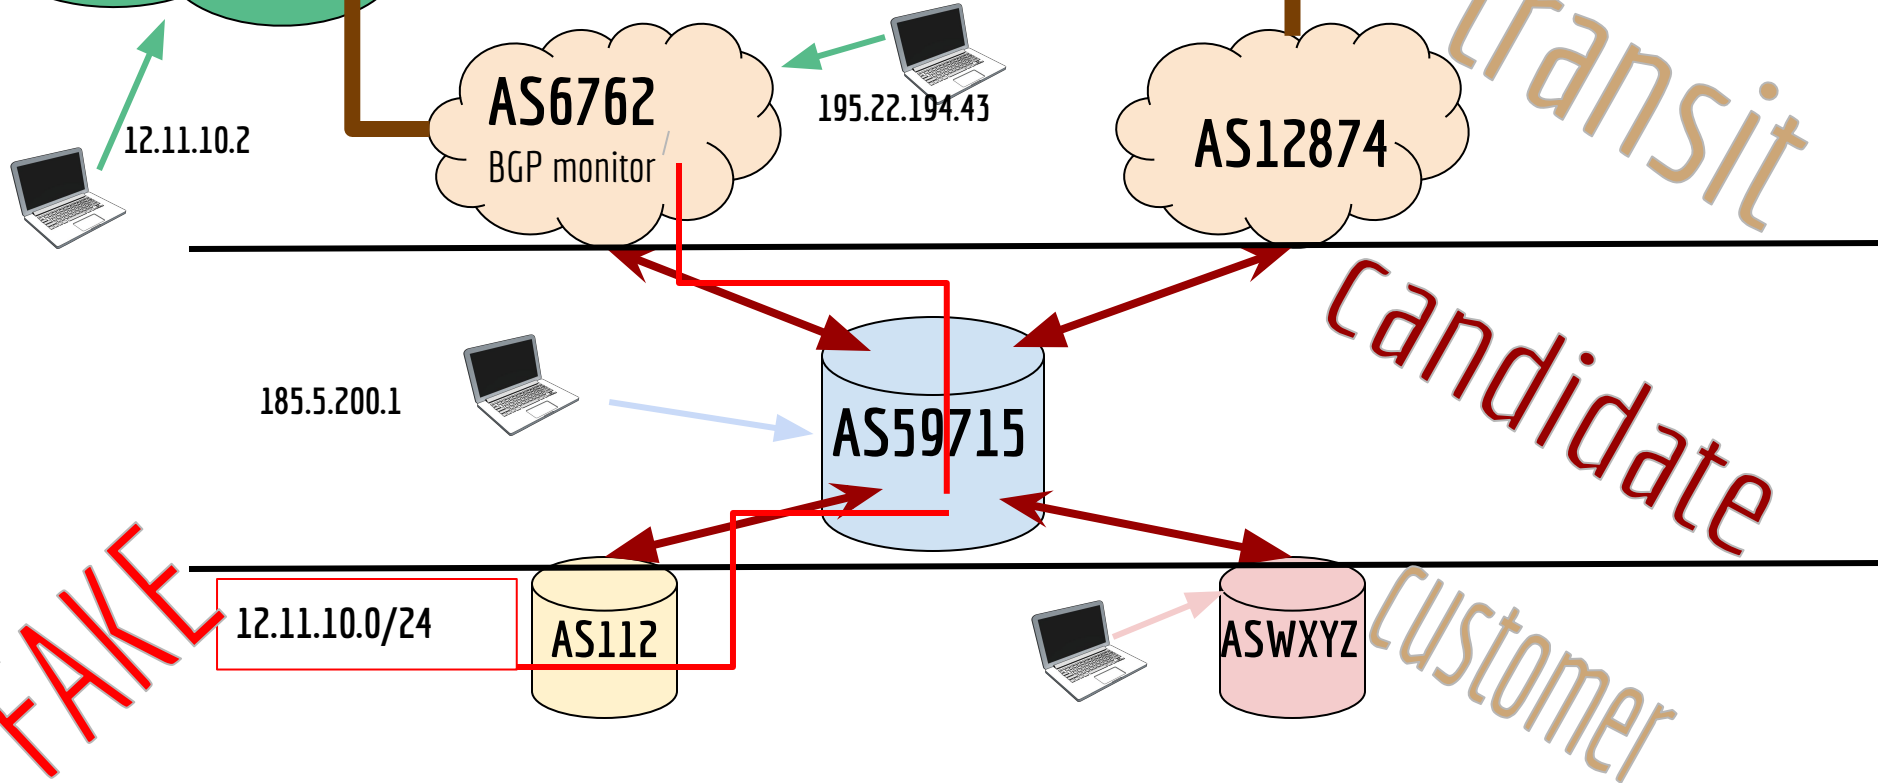 transit
AS6762
BGP monitor
195.22.194.43
12.11.10.2
AS12874
candidate
185.5.200.1
AS59715
FAKE
12.11.10.0/24
AS112
ASWXYZ
customer